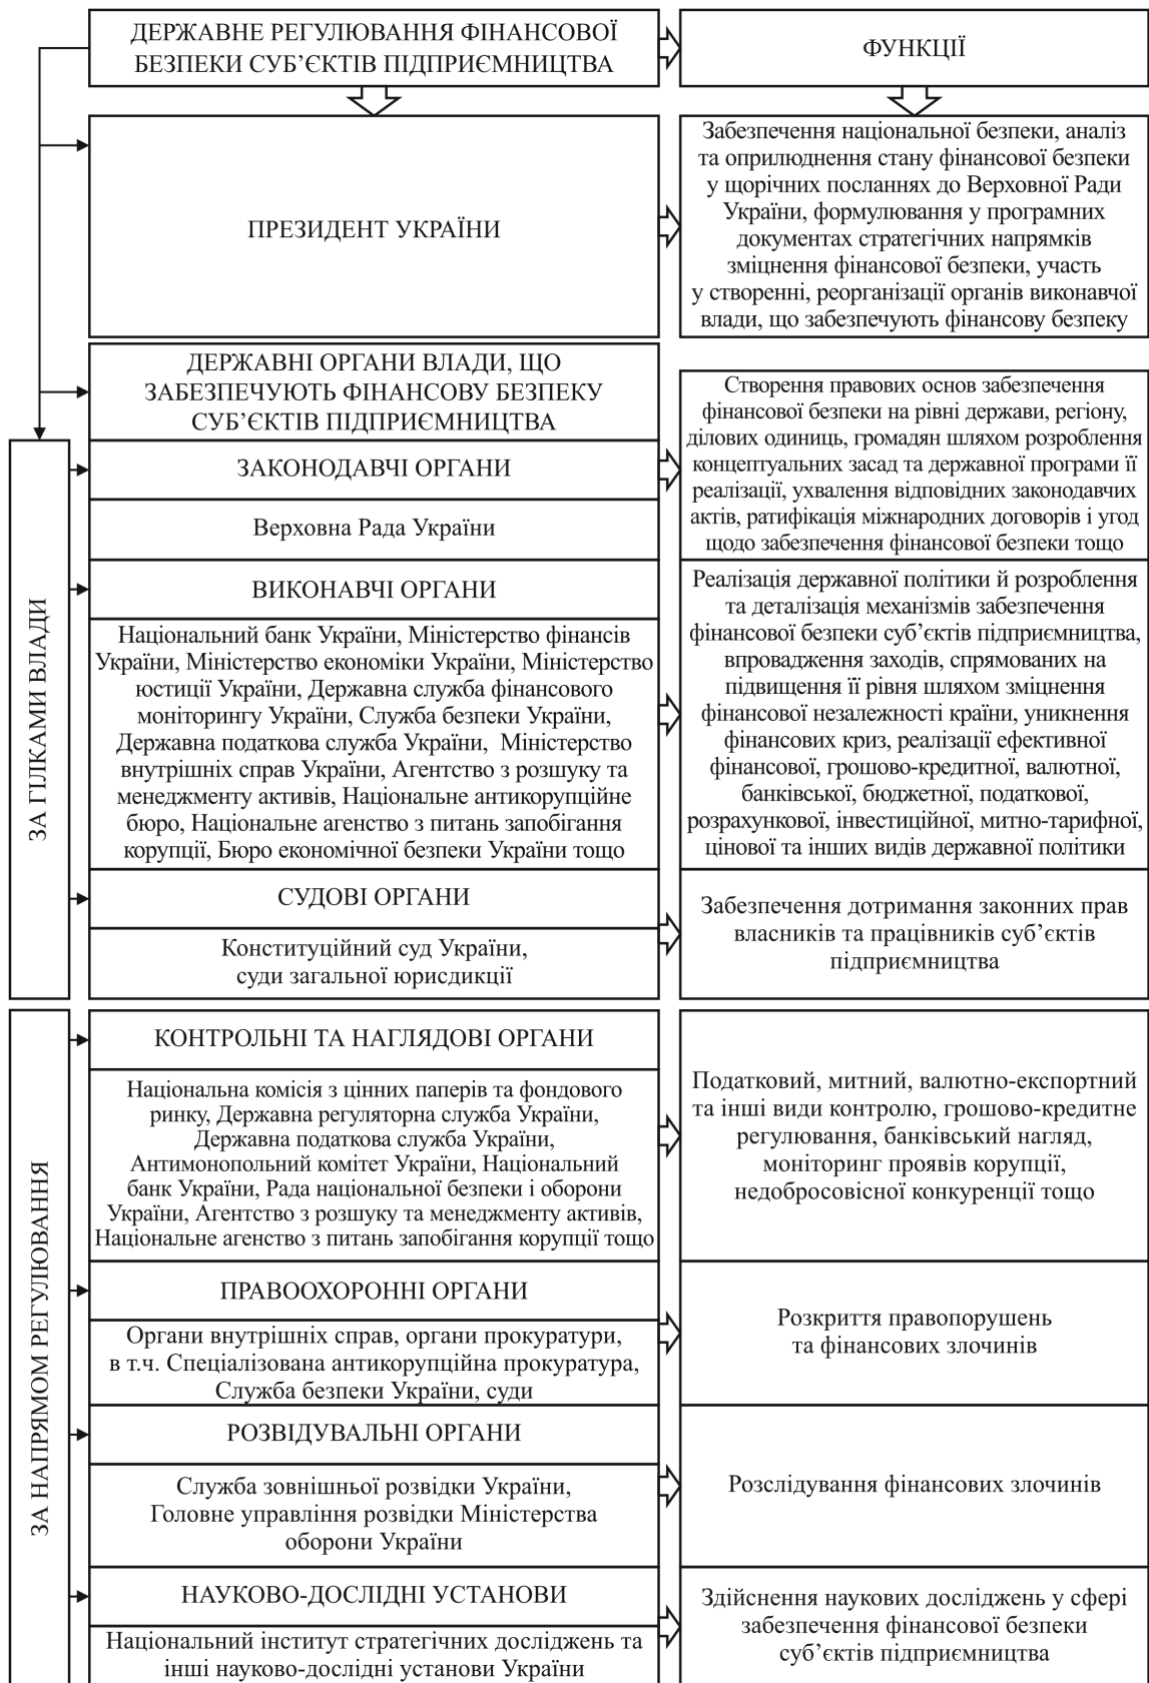 ДЕРЖАВНЕ РЕГУЛЮВАННЯ ФІНАНСОВОЇ
БЕЗПЕКИ СУБ’ЄКТІВ ПІДПРИЄМНИЦТВА
ФУНКЦІЇ
ПРЕЗИДЕНТ УКРАЇНИ
Забезпечення національної безпеки, аналіз
та оприлюднення стану фінансової безпеки
у щорічних посланнях до Верховної Ради
України, формулювання у програмних
документах стратегічних напрямків
зміцнення фінансової безпеки, участь
у створенні, реорганізації органів виконавчої
влади, що забезпечують фінансову безпеку
ДЕРЖАВНІ ОРГАНИ ВЛАДИ, ЩО
ЗАБЕЗПЕЧУЮТЬ ФІНАНСОВУ БЕЗПЕКУ
СУБ’ЄКТІВ ПІДПРИЄМНИЦТВА
ЗА ГІЛКАМИ ВЛАДИ
ЗАКОНОДАВЧІ ОРГАНИ
Верховна Рада України
Створення правових основ забезпечення
фінансової безпеки на рівні держави, регіону,
ділових одиниць, громадян шляхом розроблення
концептуальних засад та державної програми її
реалізації, ухвалення відповідних законодавчих
актів, ратифікація міжнародних договорів і угод
щодо забезпечення фінансової безпеки тощо
ВИКОНАВЧІ ОРГАНИ
Національний банк України, Міністерство фінансів
України, Міністерство економіки України, Міністерство
юстиції України, Державна служба фінансового
моніторингу України, Служба безпеки України,
Державна податкова служба України, Міністерство
внутрішніх справ України, Агентство з розшуку та
менеджменту активів, Національне антикорупційне
бюро, Національне агенство з питань запобігання
корупції, Бюро економічної безпеки України тощо
Реалізація державної політики й розроблення
та деталізація механізмів забезпечення
фінансової безпеки суб’єктів підприємництва,
впровадження заходів, спрямованих на
підвищення її рівня шляхом зміцнення
фінансової незалежності країни, уникнення
фінансових криз, реалізації ефективної
фінансової, грошово-кредитної, валютної,
банківської, бюджетної, податкової,
розрахункової, інвестиційної, митно-тарифної,
цінової та інших видів державної політики
СУДОВІ ОРГАНИ
Конституційний суд України,
суди загальної юрисдикції
Забезпечення дотримання законних прав
власників та працівників суб’єктів
підприємництва
ЗА НАПРЯМОМ РЕГУЛЮВАННЯ
КОНТРОЛЬНІ ТА НАГЛЯДОВІ ОРГАНИ
Національна комісія з цінних паперів та фондового
ринку, Державна регуляторна служба України,
Державна податкова служба України,
Антимонопольний комітет України, Національний
банк України, Рада національної безпеки і оборони
України, Агентство з розшуку та менеджменту активів,
Національне агенство з питань запобігання корупції тощо
Податковий, митний, валютно-експортний
та інші види контролю, грошово-кредитне
регулювання, банківський нагляд,
моніторинг проявів корупції,
недобросовісної конкуренції тощо
ПРАВООХОРОННІ ОРГАНИ
Органи внутрішніх справ, органи прокуратури,
в т.ч. Спеціалізована антикорупційна прокуратура,
Служба безпеки України, суди
Розкриття правопорушень
та фінансових злочинів
РОЗВІДУВАЛЬНІ ОРГАНИ
Служба зовнішньої розвідки України,
Головне управління розвідки Міністерства
оборони України
Розслідування фінансових злочинів
НАУКОВО-ДОСЛІДНІ УСТАНОВИ
Національний інститут стратегічних досліджень та
інші науково-дослідні установи України
Здійснення наукових досліджень у сфері
забезпечення фінансової безпеки
суб’єктів підприємництва